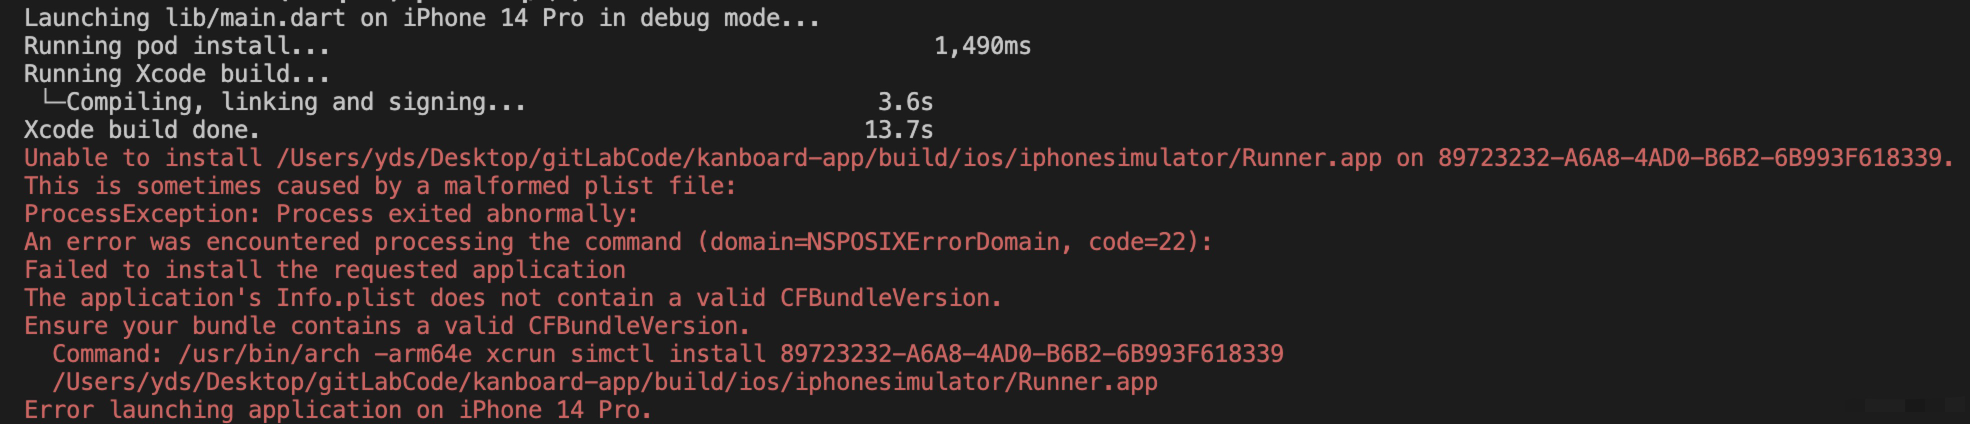 Launching lib/main.dart on iPhone 14 Pro in debug mode...
Running pod install... 1,490ms
Running Xcode build...
└─Compiling, linking and signing... 3.6s
Xcode build done. 13.7s
Unable to install /Users/yds/Desktop/gitLabCode/kanboard-app/build/ios/iphonesimulator/Runner.app on 89723232-A6A8-4AD0-B6B2-6B993F618339.
This is sometimes caused by a malformed plist file:
ProcessException: Process exited abnormally:
An error was encountered processing the command (domain=NSPOSIXErrorDomain, code=22):
Failed to install the requested application
The application's Info.plist does not contain a valid CFBundleVersion.
Ensure your bundle contains a valid CFBundleVersion.
Command: /usr/bin/arch -arm64e xcrun simctl install 89723232-A6A8-4AD0-B6B2-6B993F618339
/Users/yds/Desktop/gitLabCode/kanboard-app/build/ios/iphonesimulator/Runner.app
Error launching application on iPhone 14 Pro.